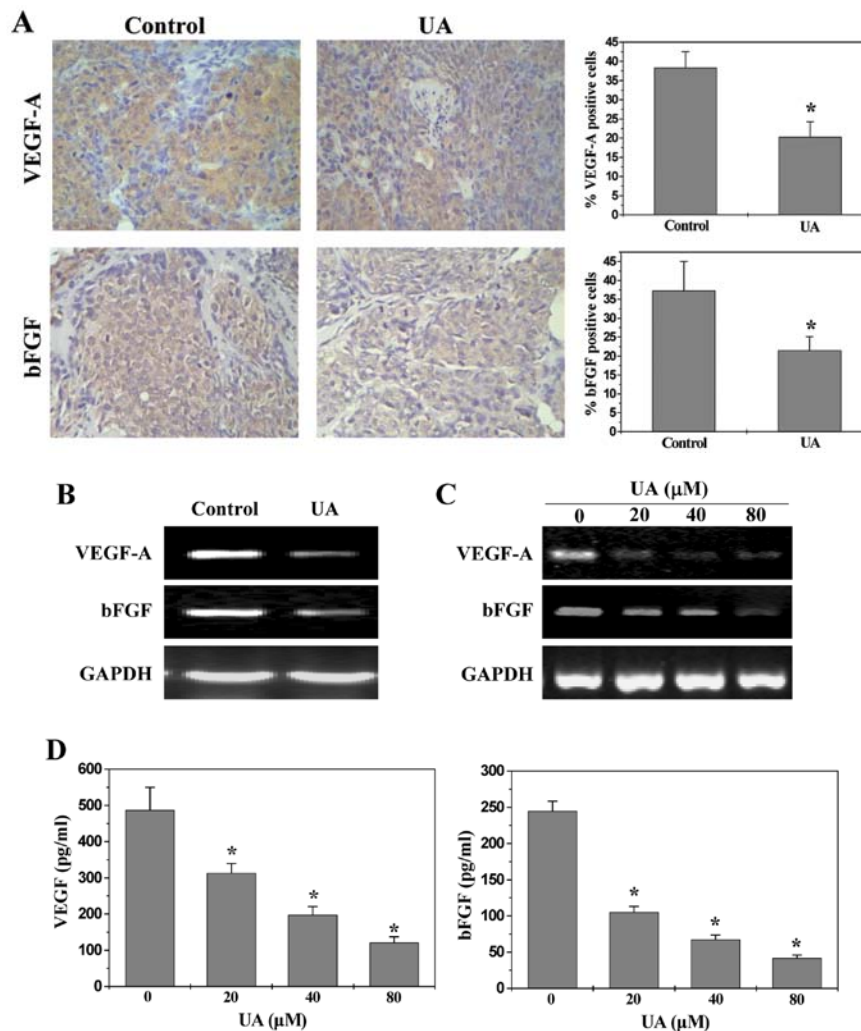 A
Control
UA
VEGF-A
bFGF
% VEGF-A positive cells
45
40
35
30
25
20
15
10
5
0
*
Control UA
% bFGF positive cells
45
40
35
30
25
20
15
10
5
0
*
Control UA
B
Control UA
VEGF-A
bFGF
GAPDH
C
UA (μM)
0 20 40 80
VEGF-A
bFGF
GAPDH
D
VEGF (pg/ml)
600
500
400
300
200
100
0
* * *
0 20 40 80
UA (μM)
bFGF (pg/ml)
300
250
200
150
100
50
0
* * *
0 20 40 80
UA (μM)